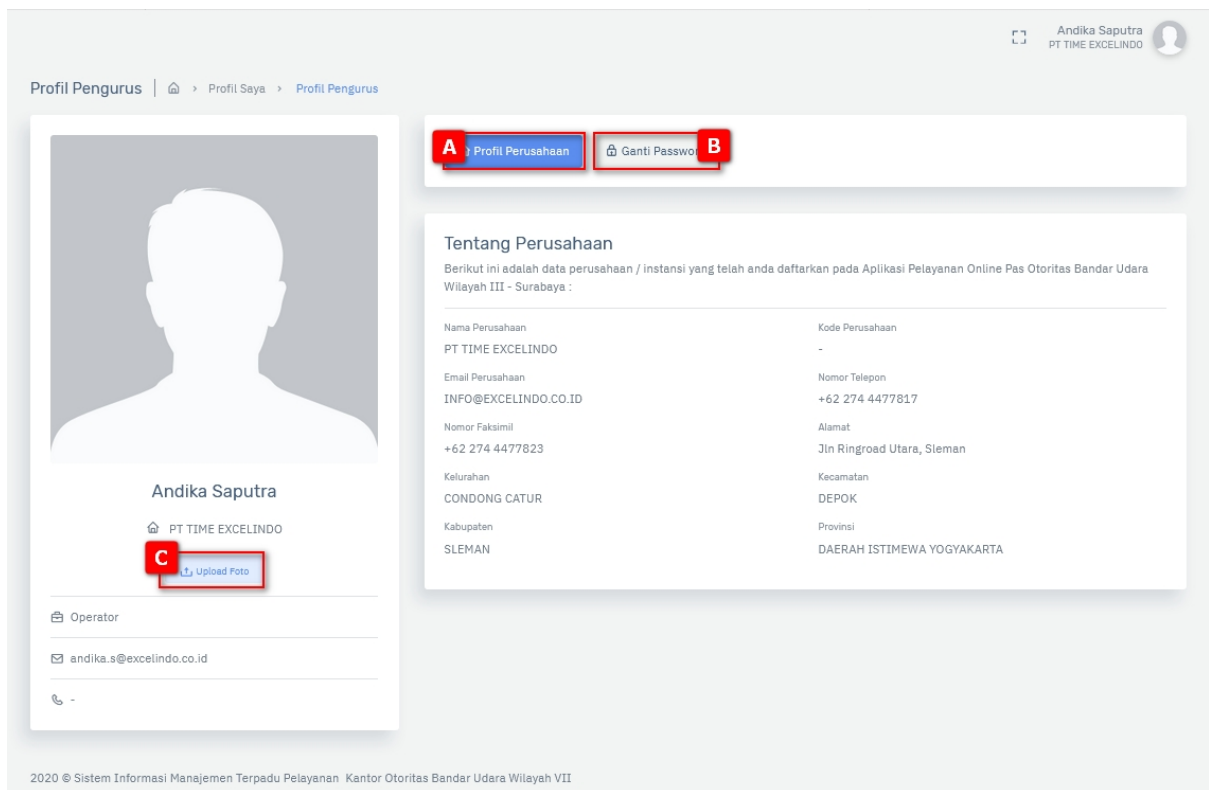 Andika Saputra
PT TIME EXCELINDO
Profil Pengurus
Profil Saya > Profil Pengurus
A
Profil Perusahaan
Ganti Passwor
B
Tentang Perusahaan
Berikut ini adalah data perusahaan / instansi yang telah anda daftarkan pada Aplikasi Pelayanan Online Pas Otoritas Bandar Udara
Wilayah III - Surabaya :
Nama Perusahaan
PT TIME EXCELINDO
Kode Perusahaan
-
Email Perusahaan
INFO@EXCELINDO.CO.ID
Nomor Telepon
+62 274 4477817
Nomor Faksimil
+62 274 4477823
Alamat
Jln Ringroad Utara, Sleman
Kelurahan
CONDONG CATUR
Kecamatan
DEPOK
Kabupaten
SLEMAN
Provinsi
DAERAH ISTIMEWA YOGYAKARTA
Andika Saputra
PT TIME EXCELINDO
C
Upload Foto
Operator
andika.s@excelindo.co.id
-
2020 © Sistem Informasi Manajemen Terpadu Pelayanan Kantor Otoritas Bandar Udara Wilayah VII